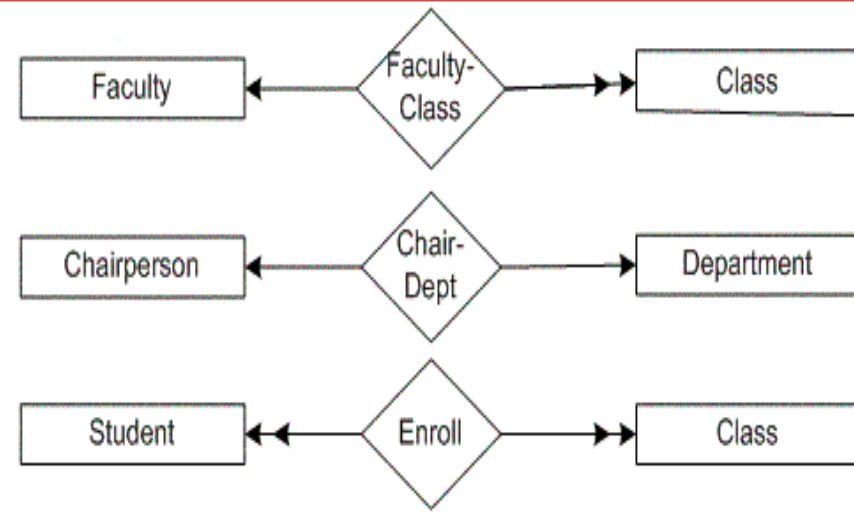 Faculty
Faculty-
Class
Class
Chairperson
Chair-
Dept
Department
Student
Enroll
Class